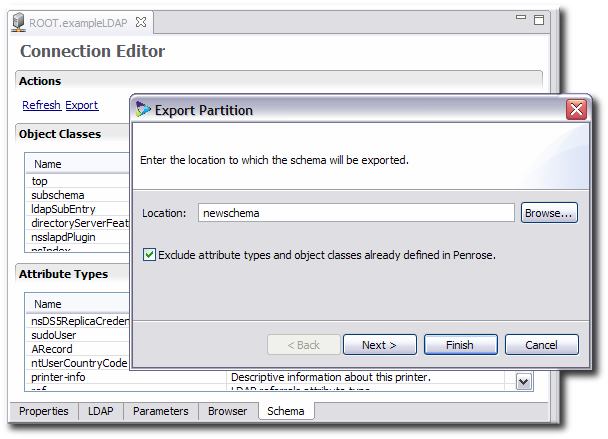 ROOT.exampleLDAP
Connection Editor
Actions
Refresh Export
Object Classes
Name
top
subschema
ldapSubEntry
directoryServerFeat
nsslapdPlugin
nsIndex
Attribute Types
Name
nsDS5ReplicaCreden
sudoUser
ARecord
ntUserCountryCode
printer-info Descriptive information about this printer.
ref LDAP referrals attribute type
Properties LDAP Parameters Browser Schema
Export Partition
Enter the location to which the schema will be exported.
Location: newschema Browse...
Exclude attribute types and object classes already defined in Penrose.
< Back Next > Finish Cancel